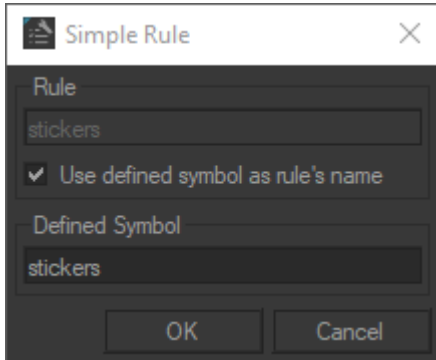 Simple Rule
Rule
stickers
Use defined symbol as rule's name
Defined Symbol
stickers
OK Cancel